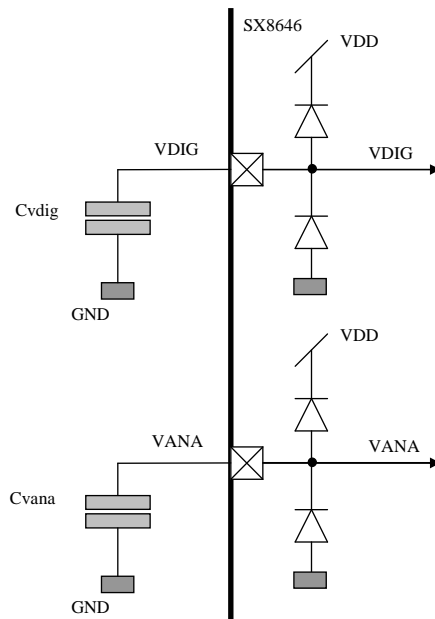 SX8646
VDD
VDIG
VDIG
Cvdig
GND
VDD
VANA
VANA
Cvana
GND